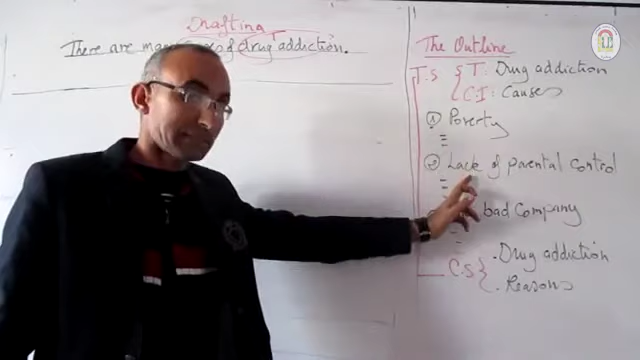 Drafting
There are many of drug addiction.
The Outline
T.S { T: Drug addiction
C.I: Causes
① Poverty
② Lack of parental control
bad company
C.S { . Drug addiction
. Reasons